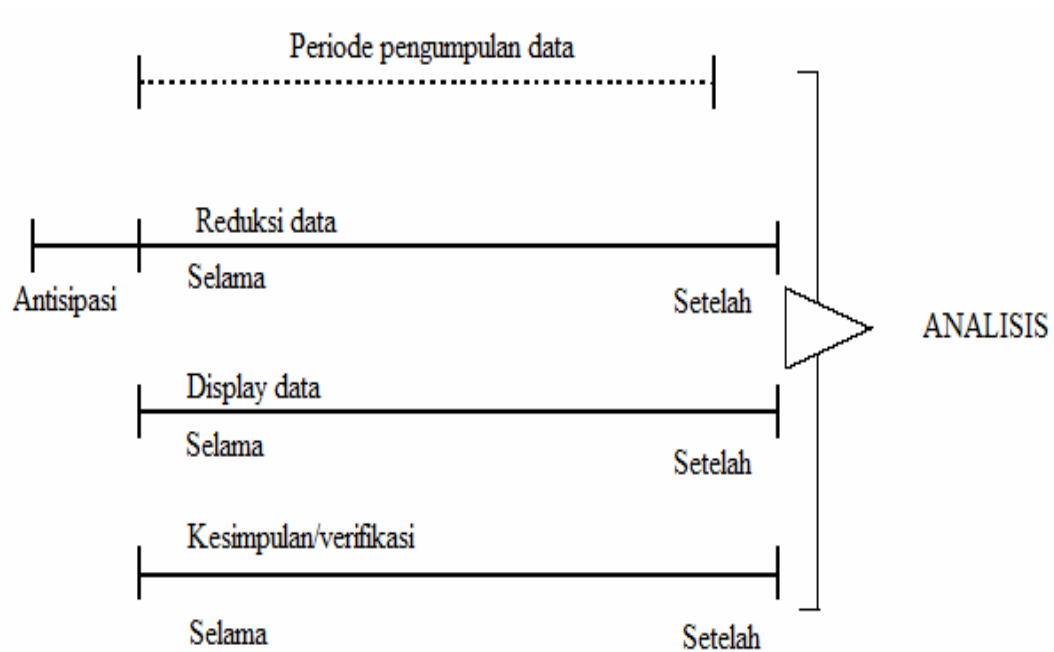 Periode pengumpulan data
Reduksi data
Selama
Antisipasi
Setelah
ANALISIS
Display data
Selama
Setelah
Kesimpulan/verifikasi
Selama
Setelah